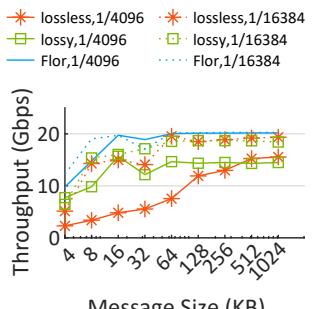 lossless,1/4096 lossless,1/16384
lossy,1/4096 lossy,1/16384
Flor,1/4096 Flor,1/16384
Throughput (Gbps)
20
10
0
4 8 16 32 64 128 256 512 1024
Message Size (KB)